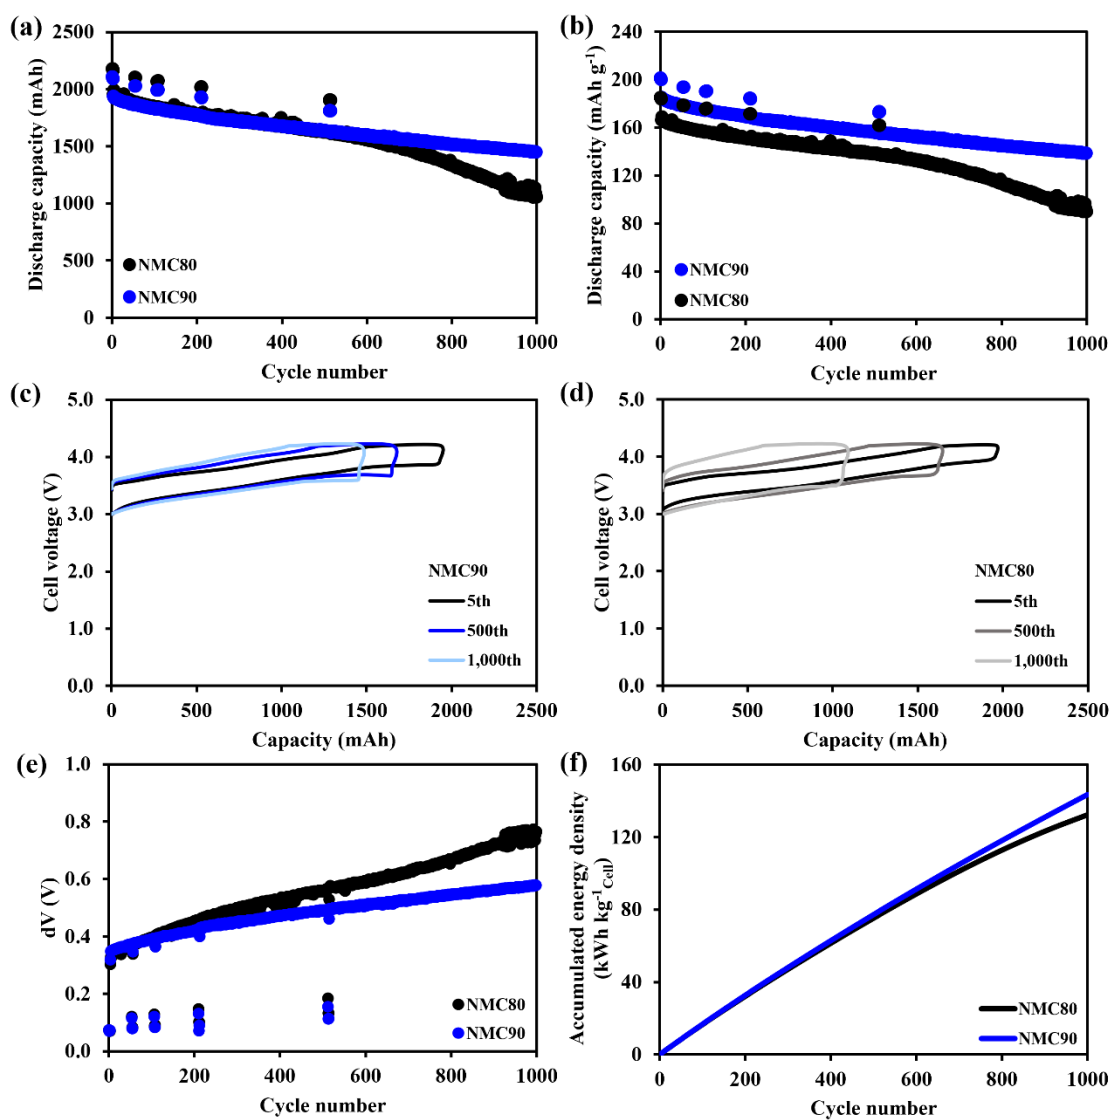 (a)
2500
2000
1500
1000
500
0
Discharge capacity (mAh)
NMC80
NMC90
0 200 400 600 800 1000
Cycle number
(b)
240
200
160
120
80
40
0
Discharge capacity (mAh g-1)
NMC90
NMC80
0 200 400 600 800 1000
Cycle number
(c)
5.0
4.0
3.0
2.0
1.0
0.0
Cell voltage (V)
NMC90
5th
500th
1,000th
0 500 1000 1500 2000 2500
Capacity (mAh)
(d)
5.0
4.0
3.0
2.0
1.0
0.0
Cell voltage (V)
NMC80
5th
500th
1,000th
0 500 1000 1500 2000 2500
Capacity (mAh)
(e)
1.0
0.8
0.6
0.4
0.2
0.0
dV (V)
NMC80
NMC90
0 200 400 600 800 1000
Cycle number
(f)
160
120
80
40
0
Accumulated energy density
(kWh kg-1Cell)
NMC80
NMC90
0 200 400 600 800 1000
Cycle number